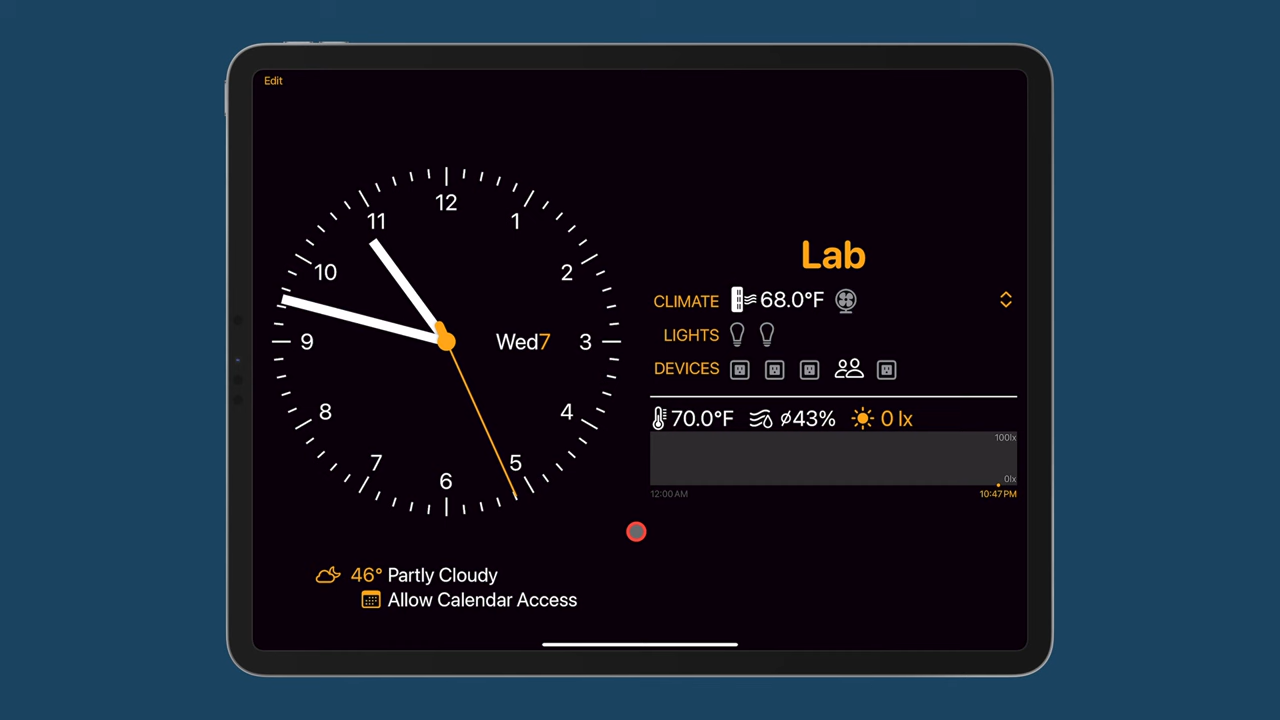 Edit
12
11
1
10
2
9
Wed7
3
8
4
7
5
6
Lab
CLIMATE 68.0°F
LIGHTS
DEVICES
70.0°F ⌀43% 0 lx
100lx
0lx
12:00 AM 10:47 PM
46° Partly Cloudy
Allow Calendar Access